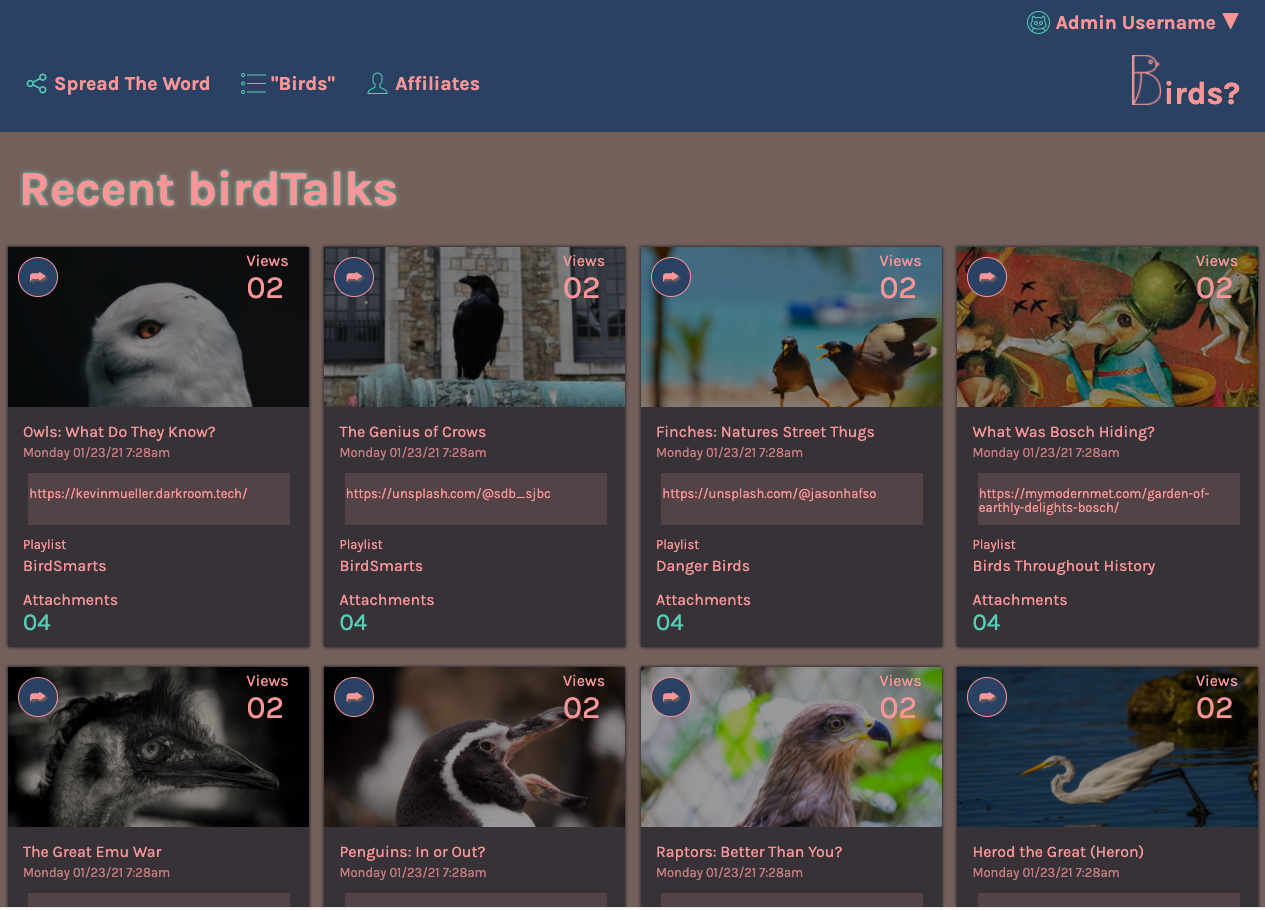 Admin Username ▼
Spread The Word
"Birds"
Affiliates
Birds?
Recent birdTalks
Views
02
Owls: What Do They Know?
Monday 01/23/21 7:28am
https://kevinmueller.darkroom.tech/
Playlist
BirdSmarts
Attachments
04
Views
02
The Genius of Crows
Monday 01/23/21 7:28am
https://unsplash.com/@sdb_sjbc
Playlist
BirdSmarts
Attachments
04
Views
02
Finches: Natures Street Thugs
Monday 01/23/21 7:28am
https://unsplash.com/@jasonhafso
Playlist
Danger Birds
Attachments
04
Views
02
What Was Bosch Hiding?
Monday 01/23/21 7:28am
https://mymodernmet.com/garden-of-
earthly-delights-bosch/
Playlist
Birds Throughout History
Attachments
04
Views
02
The Great Emu War
Monday 01/23/21 7:28am
Views
02
Penguins: In or Out?
Monday 01/23/21 7:28am
Views
02
Raptors: Better Than You?
Monday 01/23/21 7:28am
Views
02
Herod the Great (Heron)
Monday 01/23/21 7:28am